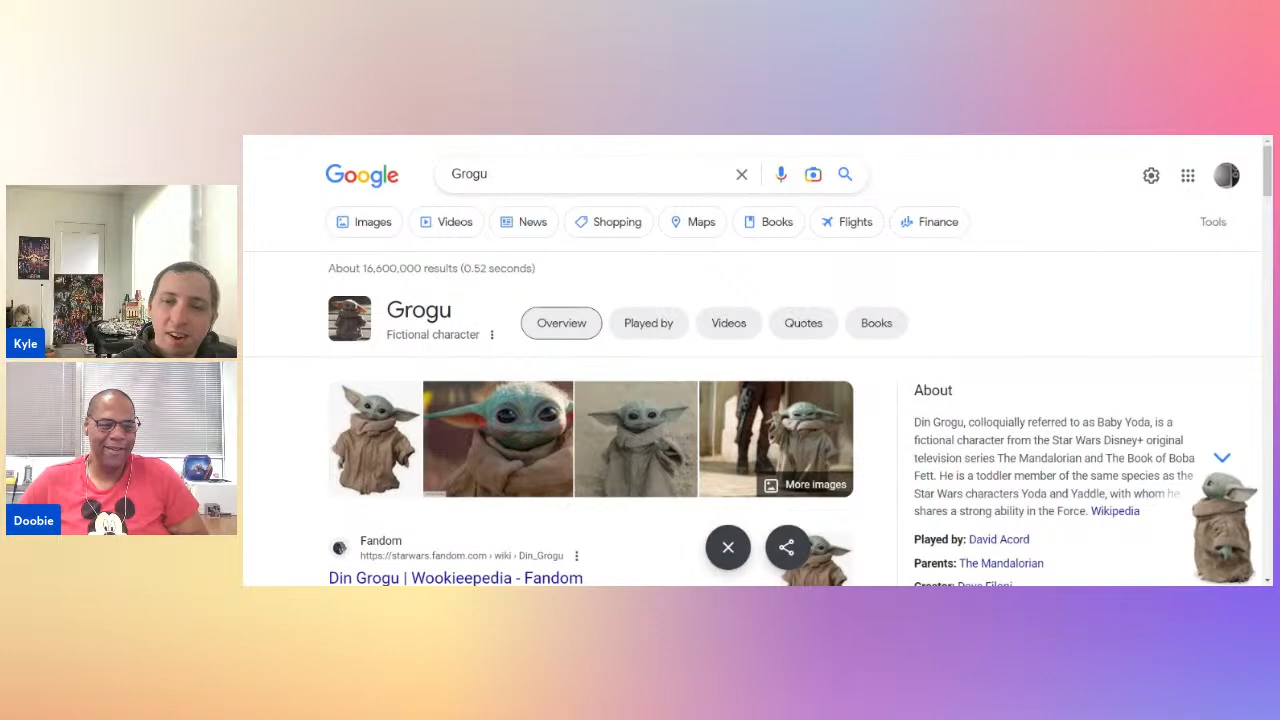 Kyle
Doobie
Google
Grogu
Images
Videos
News
Shopping
Maps
Books
Flights
Finance
Tools
About 16,600,000 results (0.52 seconds)
Grogu
Fictional character
Overview
Played by
Videos
Quotes
Books
More images
Fandom
https://starwars.fandom.com › wiki › Din_Grogu
Din Grogu | Wookieepedia - Fandom
About
Din Grogu, colloquially referred to as Baby Yoda, is a
fictional character from the Star Wars Disney+ original
television series The Mandalorian and The Book of Boba
Fett. He is a toddler member of the same species as the
Star Wars characters Yoda and Yaddle, with whom he
shares a strong ability in the Force. Wikipedia
Played by: David Acord
Parents: The Mandalorian
Creator: Dave Filoni